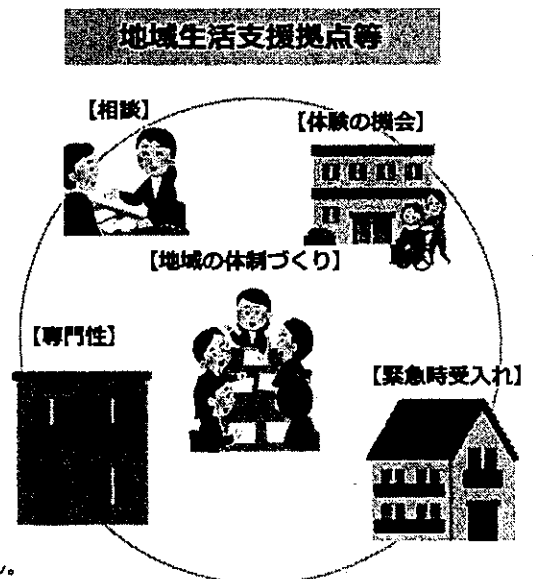 地域生活支援拠点等
【相談】
【体験の機会】
【地域の体制づくり】
【専門性】
【緊急時受入れ】